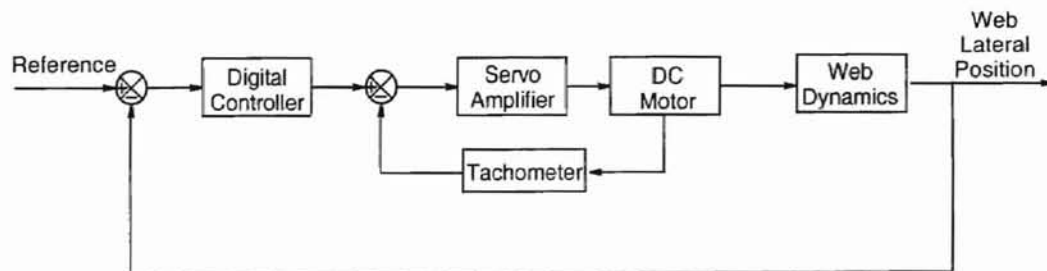 Reference
Digital
Controller
Servo
Amplifier
DC
Motor
Web
Dynamics
Web
Lateral
Position
Tachometer